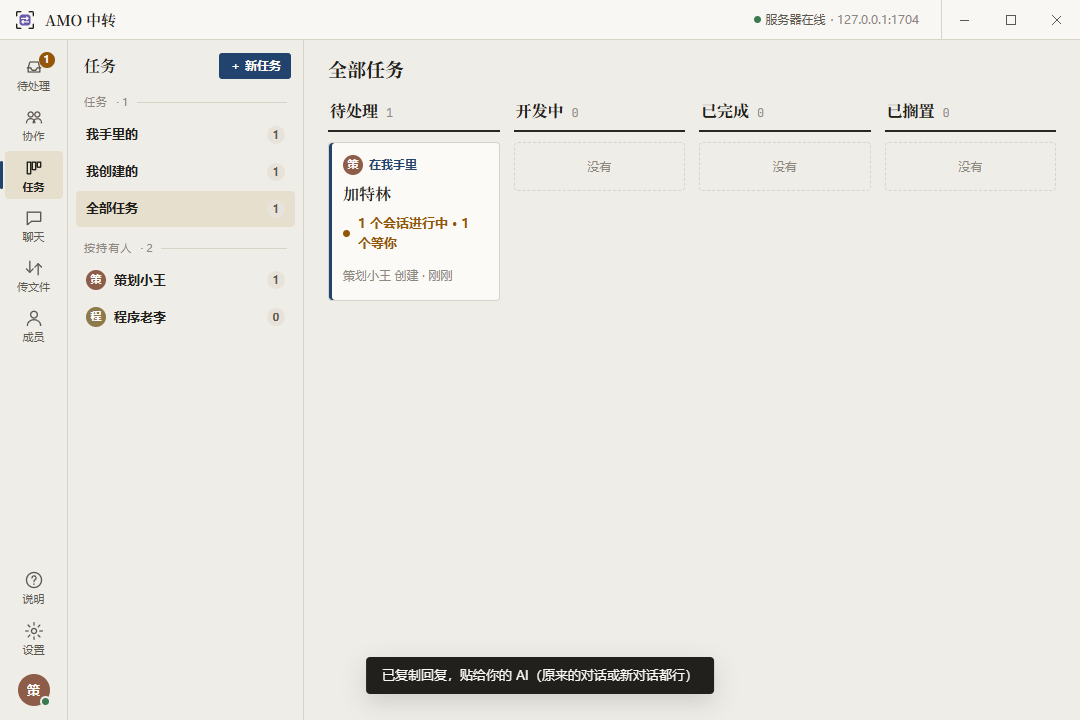 AMO 中转
服务器在线 · 127.0.0.1:1704
1
待处理
协作
任务
聊天
传文件
成员
说明
设置
策
任务
+ 新任务
任务 · 1
我手里的 1
我创建的 1
全部任务 1
按持有人 · 2
策 策划小王 1
程 程序老李 0
全部任务
待处理 1
策 在我手里
加特林
1 个会话进行中 • 1
个等你
策划小王 创建 · 刚刚
开发中 0
没有
已完成 0
没有
已搁置 0
没有
已复制回复，贴给你的 AI（原来的对话或新对话都行）